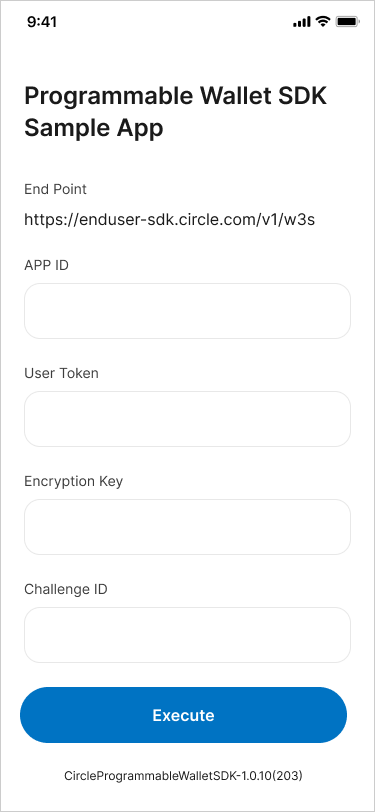 9:41
Programmable Wallet SDK
Sample App
End Point
https://enduser-sdk.circle.com/v1/w3s
APP ID
User Token
Encryption Key
Challenge ID
Execute
CircleProgrammableWalletSDK-1.0.10(203)